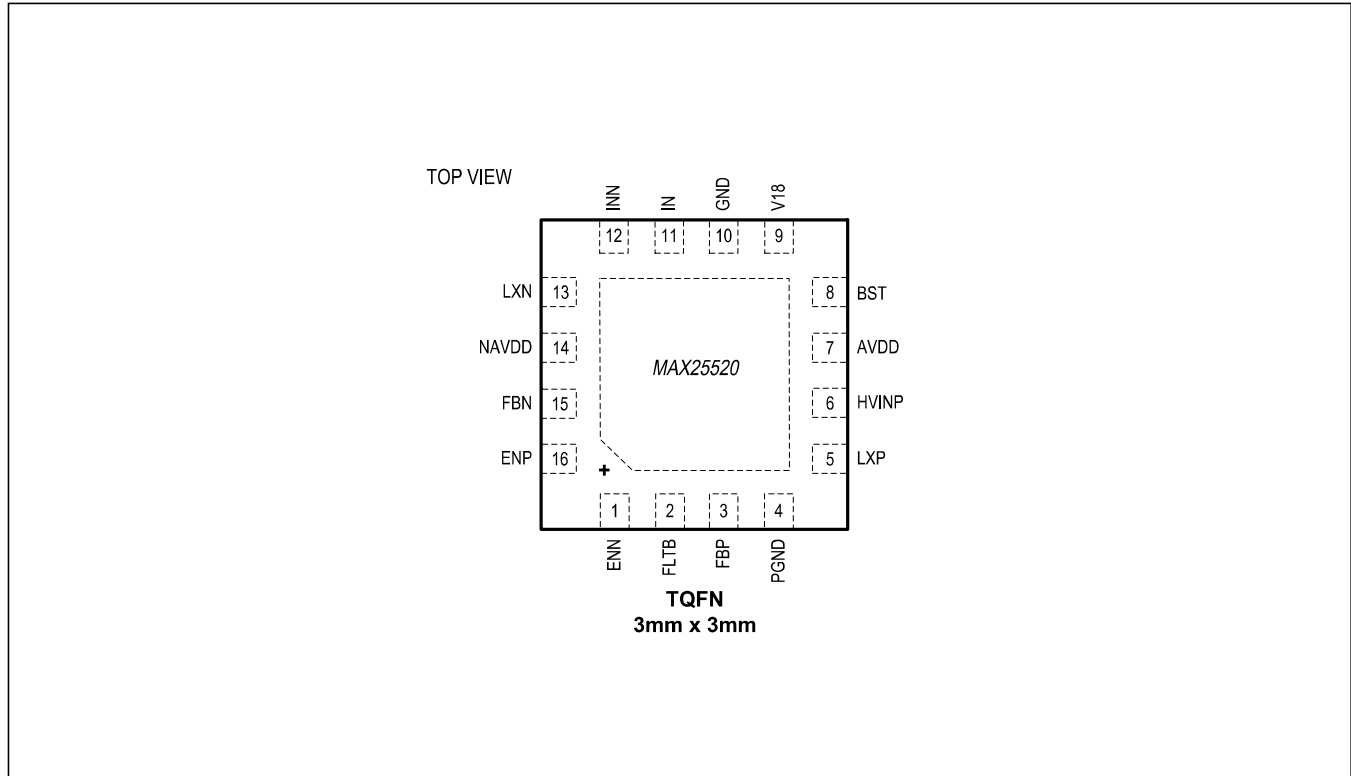 TOP VIEW
INN IN GND V18
12 11 10 9
LXN 13 8 BST
NAVDD 14 7 AVDD
MAX25520
FBN 15 6 HVINP
ENP 16 5 LXP
+
1 2 3 4
ENN FLTB FBP PGND
TQFN
3mm x 3mm